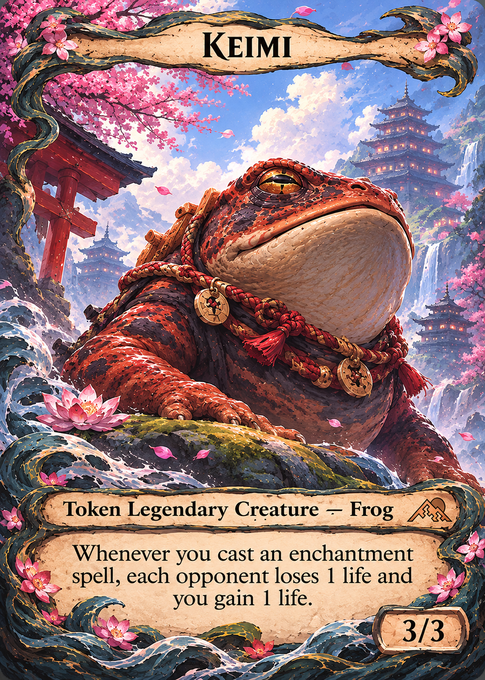 KEIMI
Token Legendary Creature — Frog
Whenever you cast an enchantment
spell, each opponent loses 1 life and
you gain 1 life.
3/3